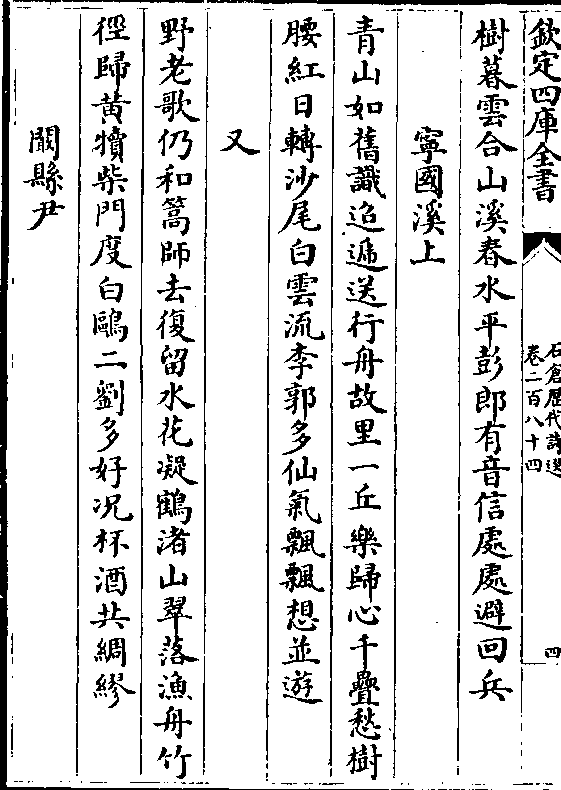 欽定四庫全書
石倉歴代詩選
卷二百八十四
四
樹暮雲合山溪春水平彭郎有音信處處避回兵
寧國溪上
青山如舊識迢遞送行舟故里一丘樂歸心千疊愁樹
腰紅日轉沙尾白雲流李郭多仙氣飄飄想並遊
又
野老歌仍和篙師去復留水花凝鶴渚山翠落漁舟竹
徑歸黄犢柴門度白鷗二劉多好况杯酒共綢繆
閿縣尹